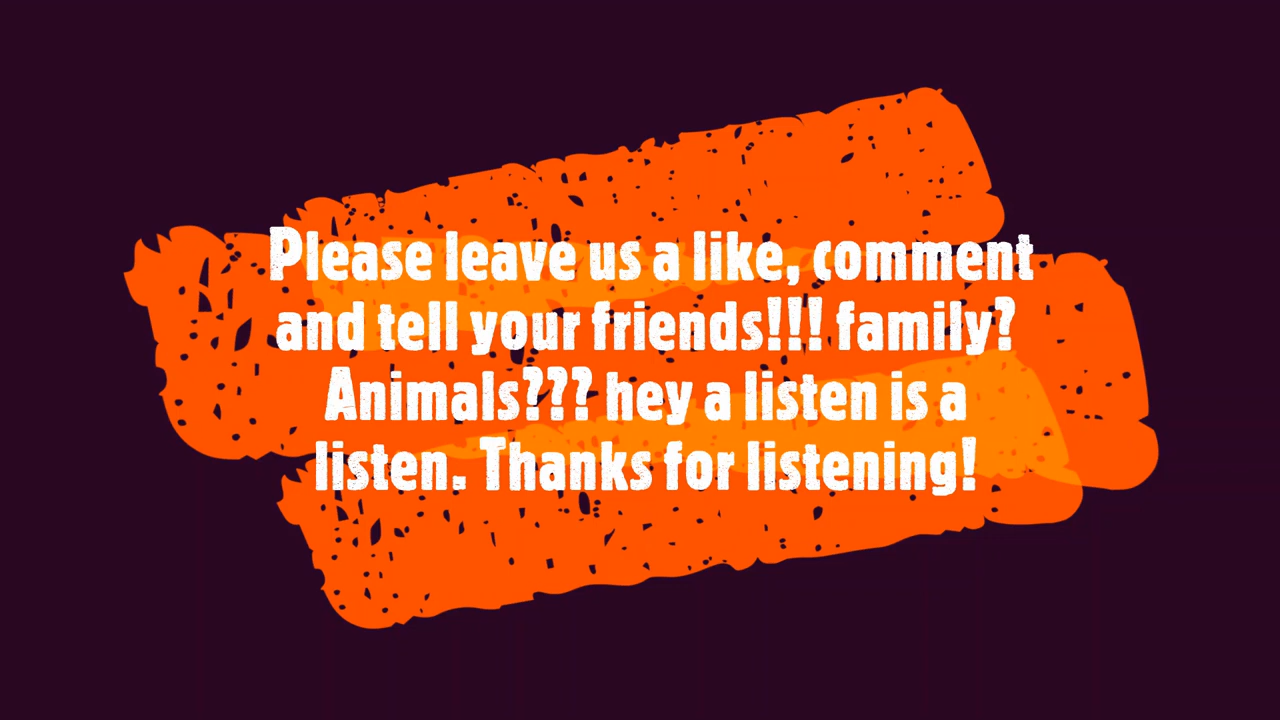 Please leave us a like, comment
and tell your friends!!! family?
Animals??? hey a listen is a
listen. Thanks for listening!